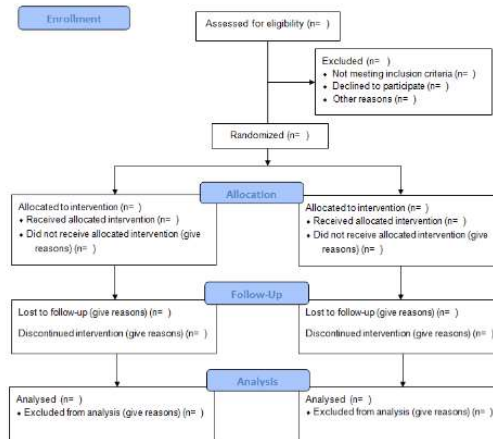 Enrollment
Assessed for eligibility (n=  )
Excluded (n=  )
♦ Not meeting inclusion criteria (n=  )
♦ Declined to participate (n=  )
♦ Other reasons (n=  )
Randomized (n=  )
Allocation
Allocated to intervention (n=  )
♦ Received allocated intervention (n=  )
♦ Did not receive allocated intervention (give
reasons) (n=  )
Allocated to intervention (n=  )
♦ Received allocated intervention (n=  )
♦ Did not receive allocated intervention (give
reasons) (n=  )
Follow-Up
Lost to follow-up (give reasons) (n=  )
Discontinued intervention (give reasons) (n=  )
Lost to follow-up (give reasons) (n=  )
Discontinued intervention (give reasons) (n=  )
Analysis
Analysed (n=  )
♦ Excluded from analysis (give reasons) (n=  )
Analysed (n=  )
♦ Excluded from analysis (give reasons) (n=  )